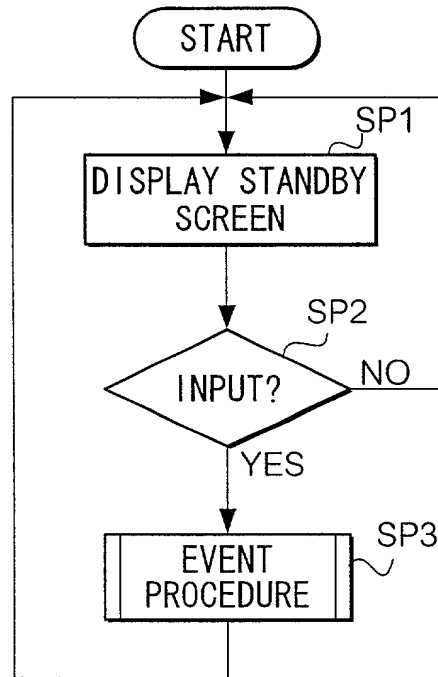 START
SP1
DISPLAY STANDBY
SCREEN
SP2
INPUT?
NO
YES
SP3
EVENT
PROCEDURE